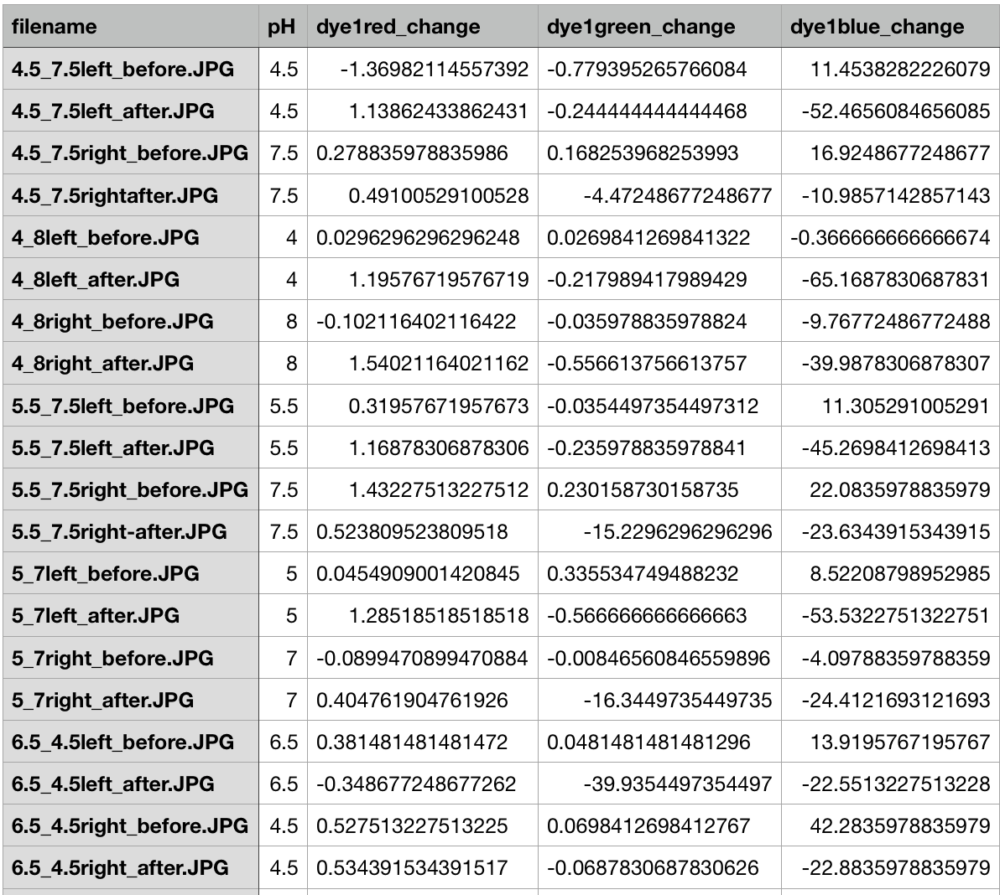 filename pH dye1red_change dye1green_change dye1blue_change
4.5_7.5left_before.JPG 4.5 -1.36982114557392 -0.779395265766084 11.4538282226079
4.5_7.5left_after.JPG 4.5 1.13862433862431 -0.244444444444468 -52.4656084656085
4.5_7.5right_before.JPG 7.5 0.278835978835986 0.168253968253993 16.9248677248677
4.5_7.5rightafter.JPG 7.5 0.49100529100528 -4.47248677248677 -10.9857142857143
4_8left_before.JPG 4 0.0296296296296248 0.0269841269841322 -0.366666666666674
4_8left_after.JPG 4 1.19576719576719 -0.217989417989429 -65.1687830687831
4_8right_before.JPG 8 -0.102116402116422 -0.035978835978824 -9.76772486772488
4_8right_after.JPG 8 1.54021164021162 -0.556613756613757 -39.9878306878307
5.5_7.5left_before.JPG 5.5 0.31957671957673 -0.0354497354497312 11.305291005291
5.5_7.5left_after.JPG 5.5 1.16878306878306 -0.235978835978841 -45.2698412698413
5.5_7.5right_before.JPG 7.5 1.43227513227512 0.230158730158735 22.0835978835979
5.5_7.5right-after.JPG 7.5 0.523809523809518 -15.2296296296296 -23.6343915343915
5_7left_before.JPG 5 0.0454909001420845 0.335534749488232 8.52208798952985
5_7left_after.JPG 5 1.28518518518518 -0.566666666666663 -53.5322751322751
5_7right_before.JPG 7 -0.0899470899470884 -0.00846560846559896 -4.09788359788359
5_7right_after.JPG 7 0.404761904761926 -16.3449735449735 -24.4121693121693
6.5_4.5left_before.JPG 6.5 0.381481481481472 0.0481481481481296 13.9195767195767
6.5_4.5left_after.JPG 6.5 -0.348677248677262 -39.9354497354497 -22.5513227513228
6.5_4.5right_before.JPG 4.5 0.527513227513225 0.0698412698412767 42.2835978835979
6.5_4.5right_after.JPG 4.5 0.534391534391517 -0.0687830687830626 -22.8835978835979